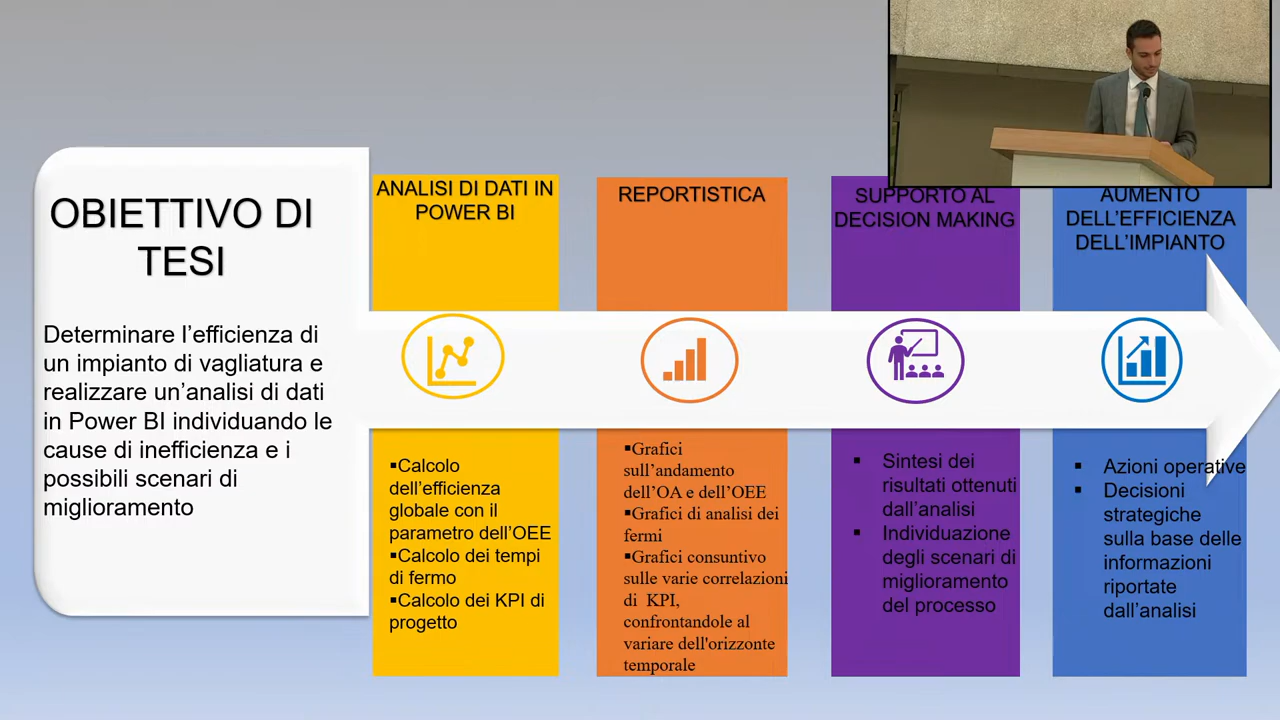 OBIETTIVO DI
TESI
Determinare l’efficienza di
un impianto di vagliatura e
realizzare un’analisi di dati
in Power BI individuando le
cause di inefficienza e i
possibili scenari di
miglioramento
ANALISI DI DATI IN
POWER BI
▪Calcolo
dell’efficienza
globale con il
parametro dell’OEE
▪Calcolo dei tempi
di fermo
▪Calcolo dei KPI di
progetto
REPORTISTICA
▪Grafici
sull’andamento
dell’OA e dell’OEE
▪Grafici di analisi dei
fermi
▪Grafici consuntivo
sulle varie correlazioni
di KPI,
confrontandole al
variare dell'orizzonte
temporale
SUPPORTO AL
DECISION MAKING
▪ Sintesi dei
risultati ottenuti
dall’analisi
▪ Individuazione
degli scenari di
miglioramento
del processo
AUMENTO
DELL’EFFICIENZA
DELL’IMPIANTO
▪ Azioni operative
▪ Decisioni
strategiche
sulla base delle
informazioni
riportate
dall’analisi